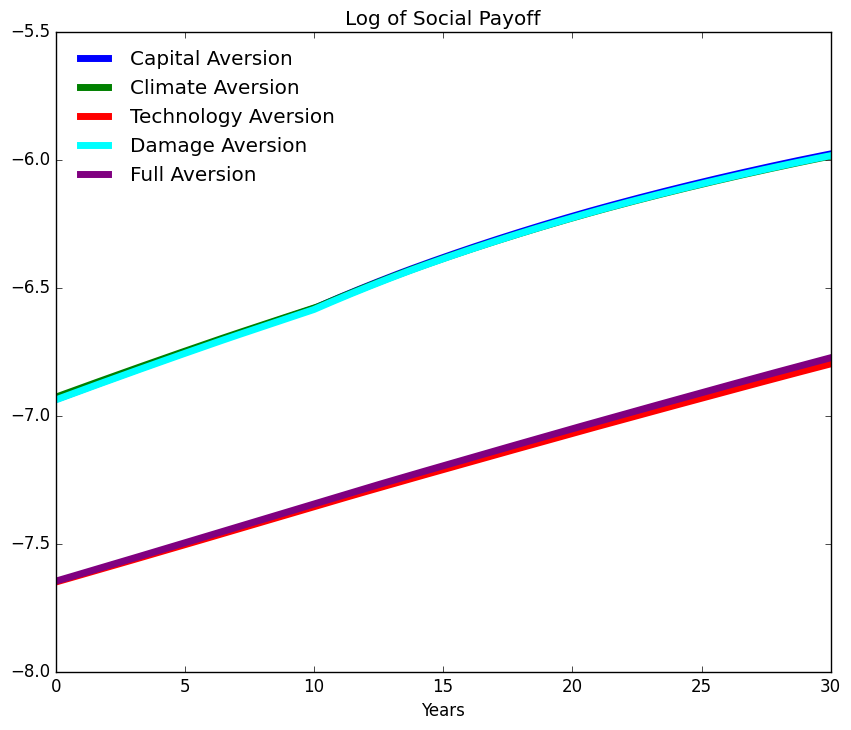 Log of Social Payoff
−5.5
−6.0
−6.5
−7.0
−7.5
−8.0
Capital Aversion
Climate Aversion
Technology Aversion
Damage Aversion
Full Aversion
0 5 10 15 20 25 30
Years